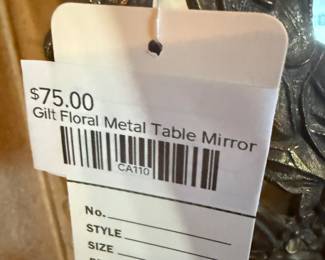 $75.00
Gilt Floral Metal Table Mirror
CA110
No.
STYLE
SIZE